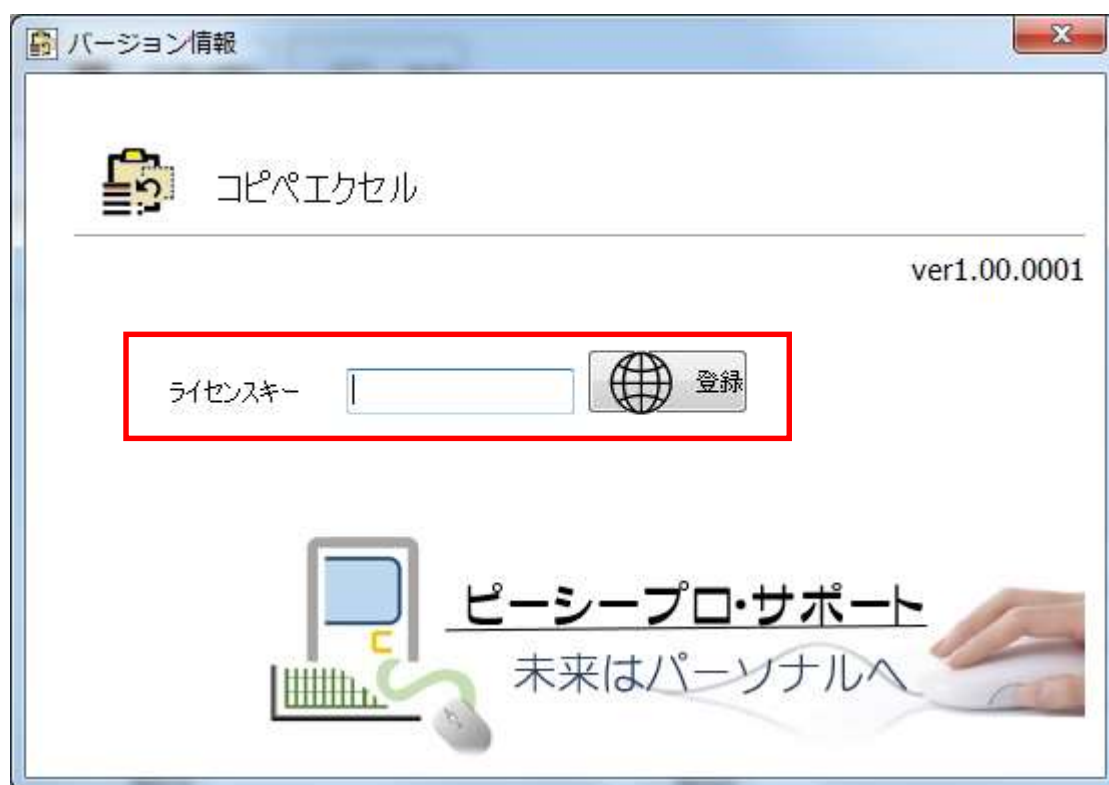 バージョン情報
コピペエクセル
ver1.00.0001
ライセンスキー
登録
ピーシープロ・サポート
未来はパーソナルへ